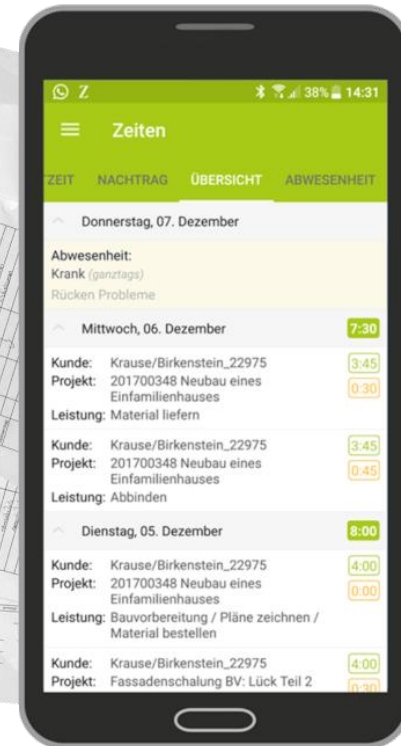 Z
38% 14:31
Zeiten
ZEIT NACHTRAG ÜBERSICHT ABWESENHEIT
Donnerstag, 07. Dezember
Abwesenheit:
Krank (ganztags)
Rücken Probleme
Mittwoch, 06. Dezember 7:30
Kunde: Krause/Birkenstein_22975 3:45
Projekt: 201700348 Neubau eines 0:30
Einfamilienhauses
Leistung: Material liefern
Kunde: Krause/Birkenstein_22975 3:45
Projekt: 201700348 Neubau eines 0:45
Einfamilienhauses
Leistung: Abbinden
Dienstag, 05. Dezember 8:00
Kunde: Krause/Birkenstein_22975 4:00
Projekt: 201700348 Neubau eines 0:00
Einfamilienhauses
Leistung: Bauvorbereitung / Pläne zeichnen /
Material bestellen
Kunde: Krause/Birkenstein_22975 4:00
Projekt: Fassadenschalung BV: Lück Teil 2 0:30